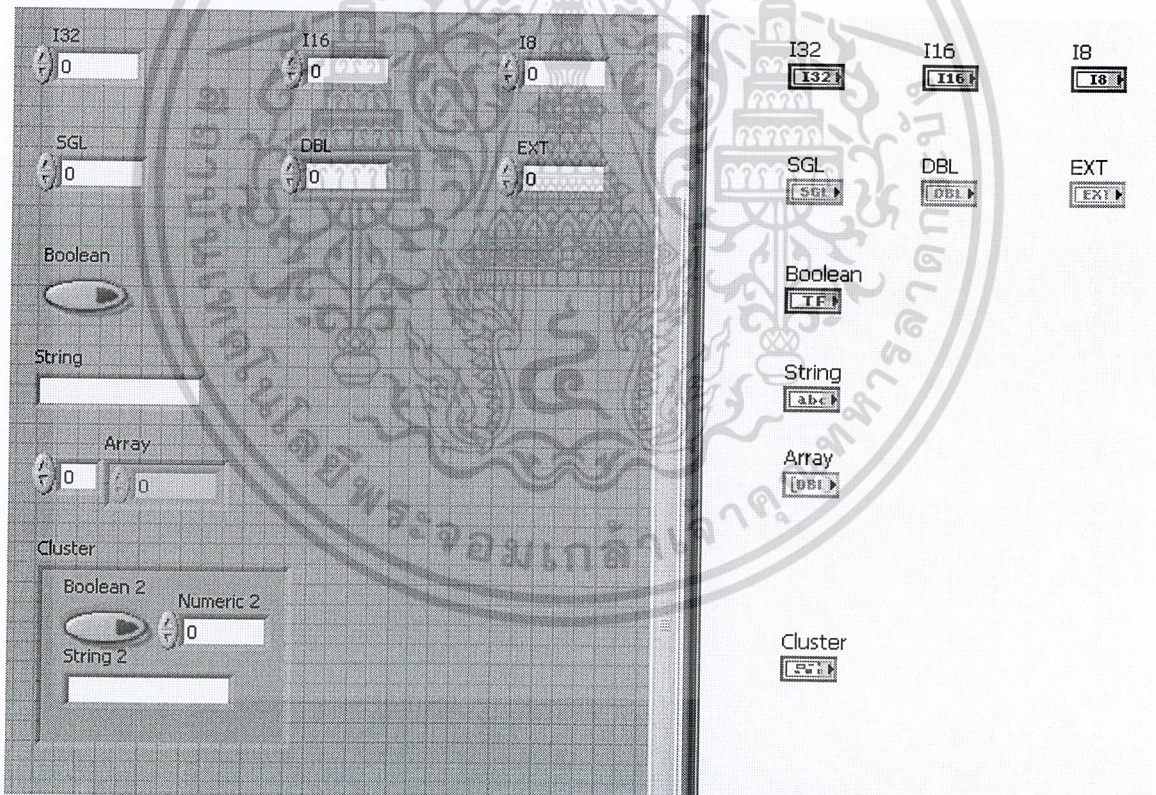 I32
0
I16
0
I8
0
SGL
0
DBL
0
EXT
0
Boolean
String
Array
0
0
Cluster
Boolean 2
Numeric 2
0
String 2
I32
I32
I16
I16
I8
I8
SGL
SGL
DBL
DBL
EXT
EXT
Boolean
TF
String
abc
Array
[DBL]
Cluster